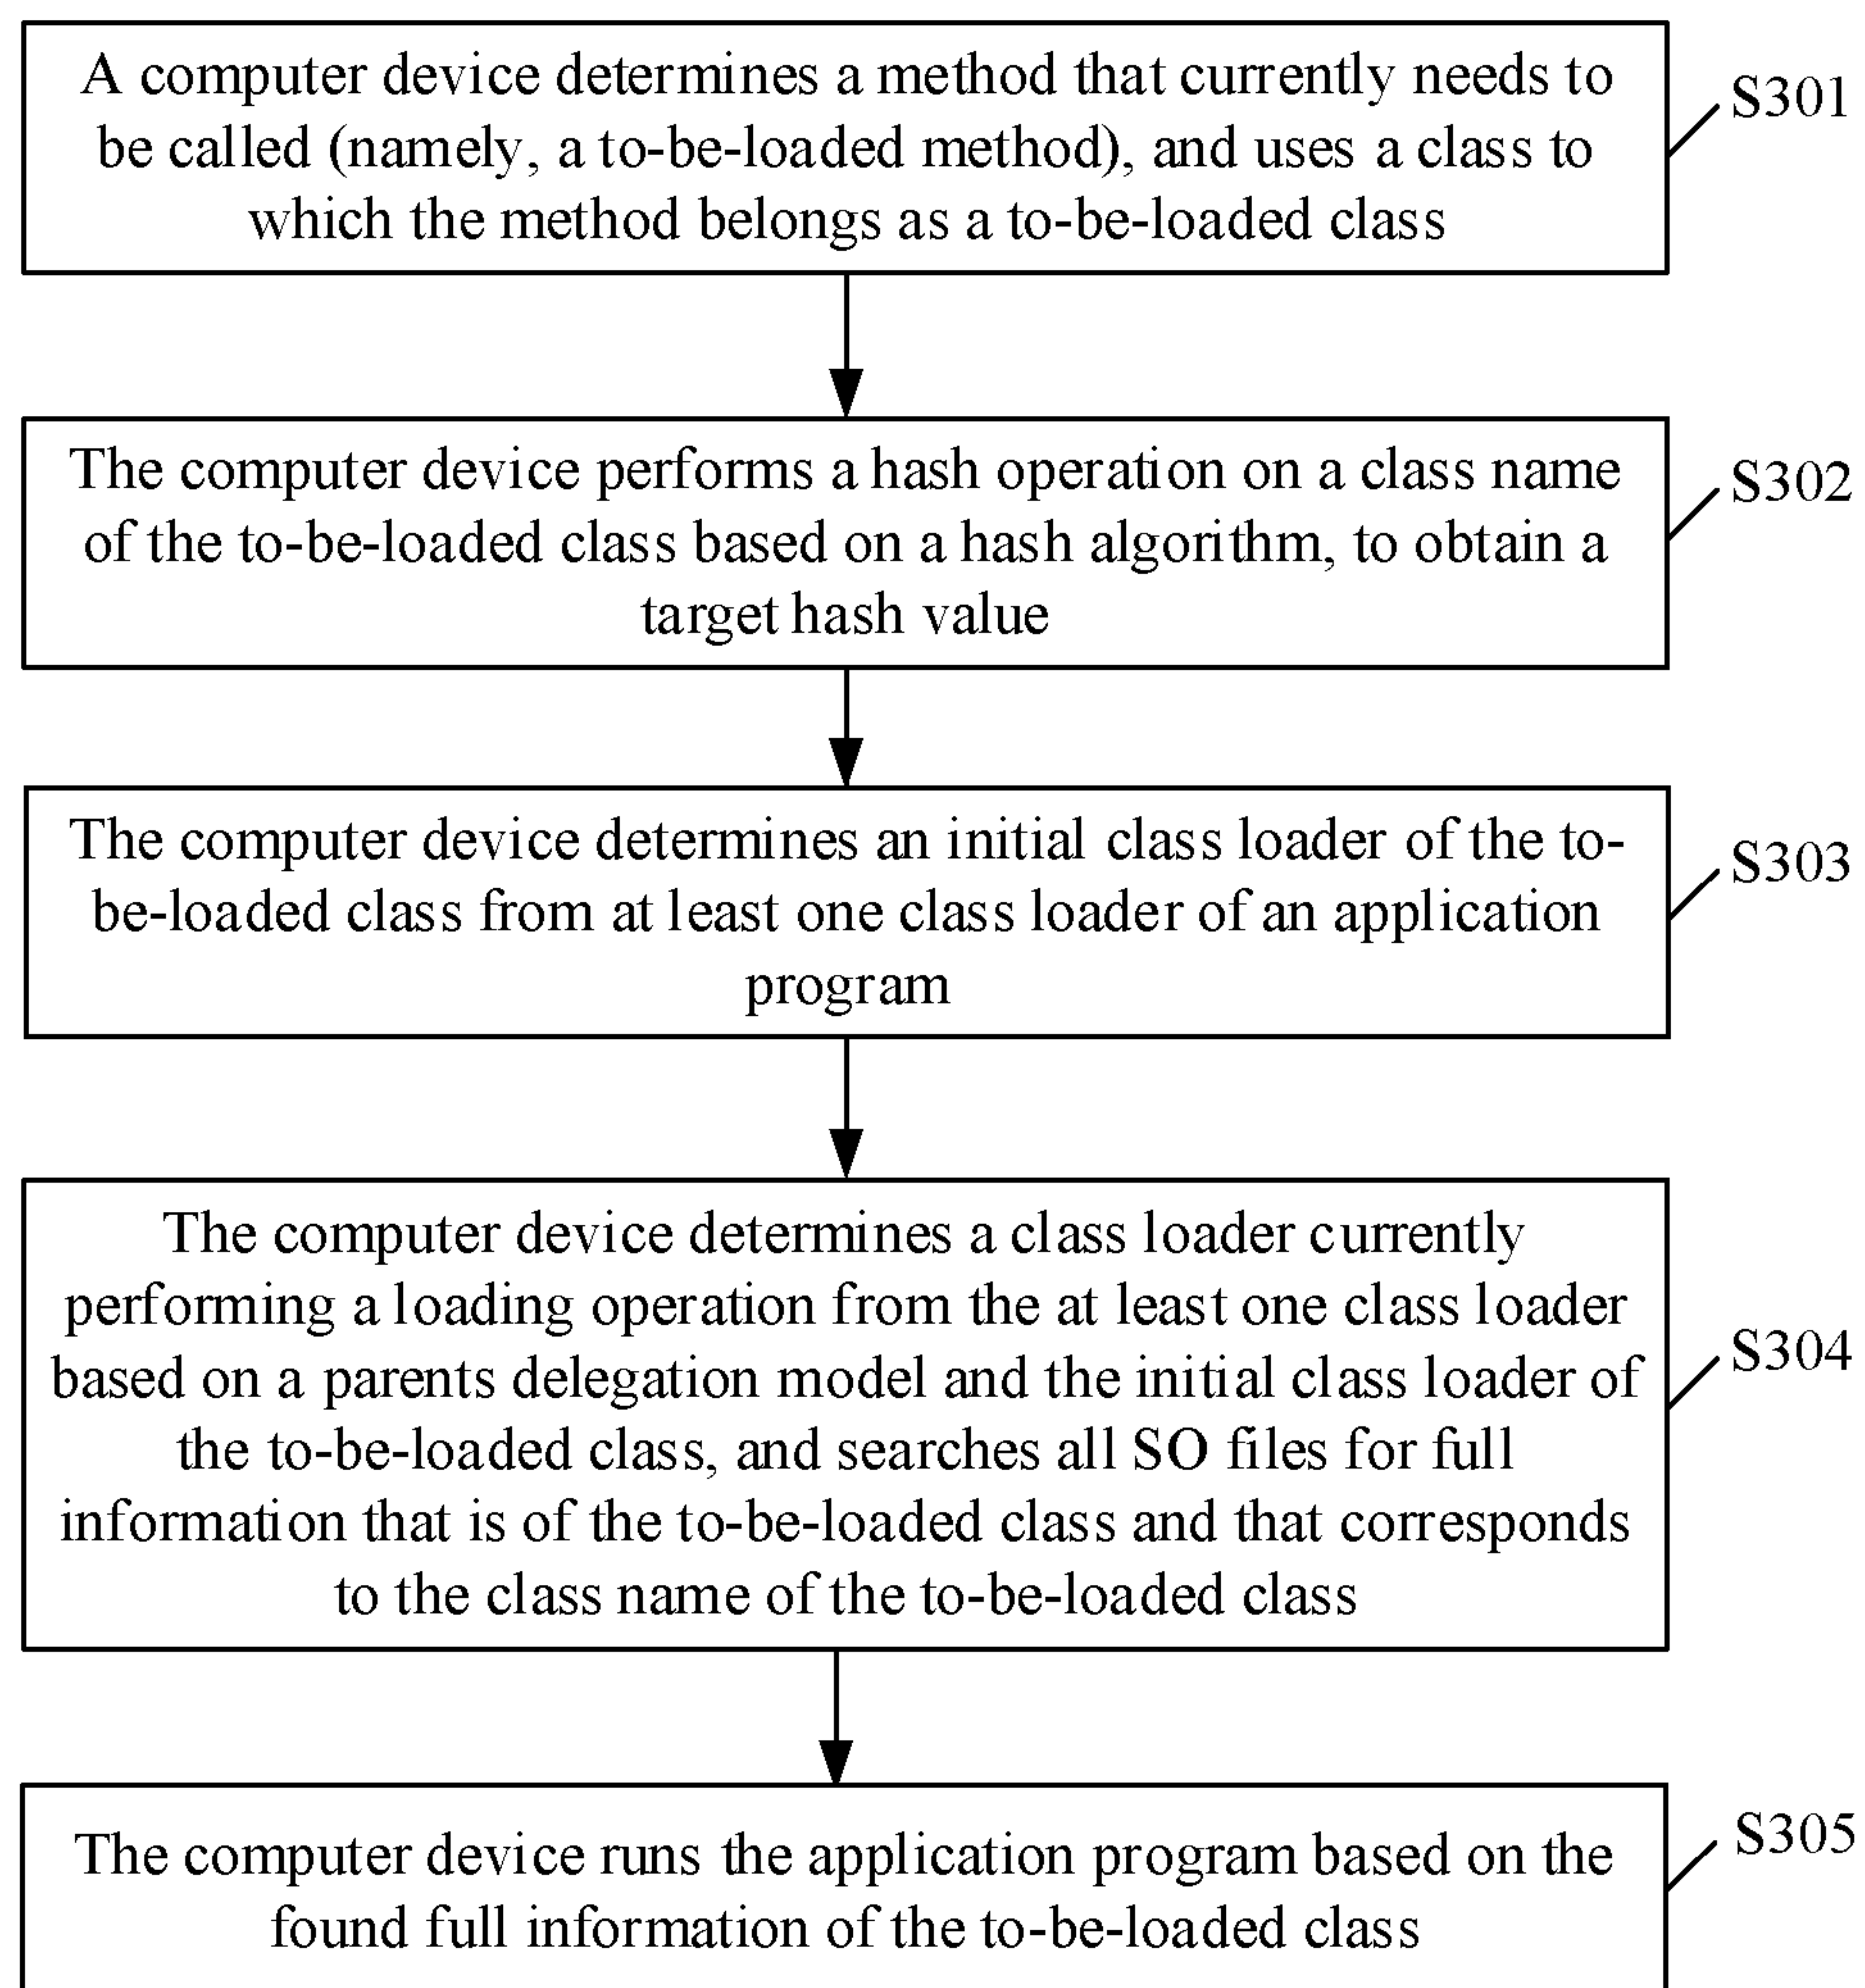 A computer device determines a method that currently needs to
be called (namely, a to-be-loaded method), and uses a class to
which the method belongs as a to-be-loaded class
S301
The computer device performs a hash operation on a class name
of the to-be-loaded class based on a hash algorithm, to obtain a
target hash value
S302
The computer device determines an initial class loader of the to-
be-loaded class from at least one class loader of an application
program
S303
The computer device determines a class loader currently
performing a loading operation from the at least one class loader
based on a parents delegation model and the initial class loader of
the to-be-loaded class, and searches all SO files for full
information that is of the to-be-loaded class and that corresponds
to the class name of the to-be-loaded class
S304
The computer device runs the application program based on the
found full information of the to-be-loaded class
S305